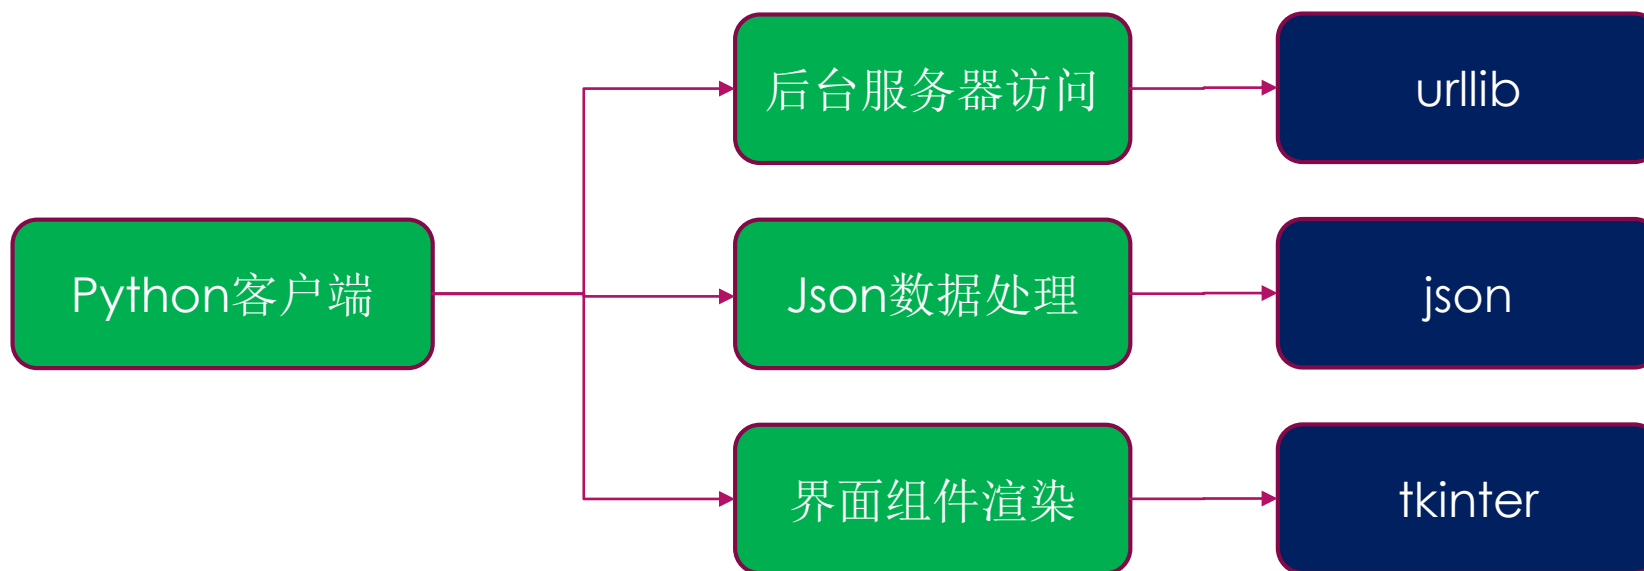 后台服务器访问
urllib
Python客户端
Json数据处理
json
界面组件渲染
tkinter